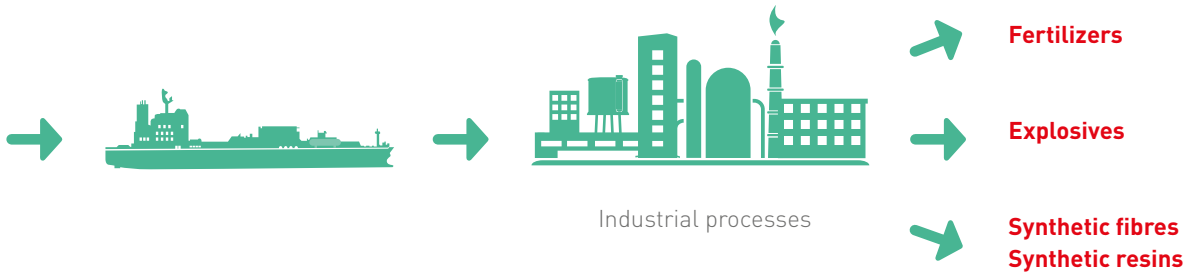 Fertilizers
Explosives
Industrial processes
Synthetic fibres
Synthetic resins